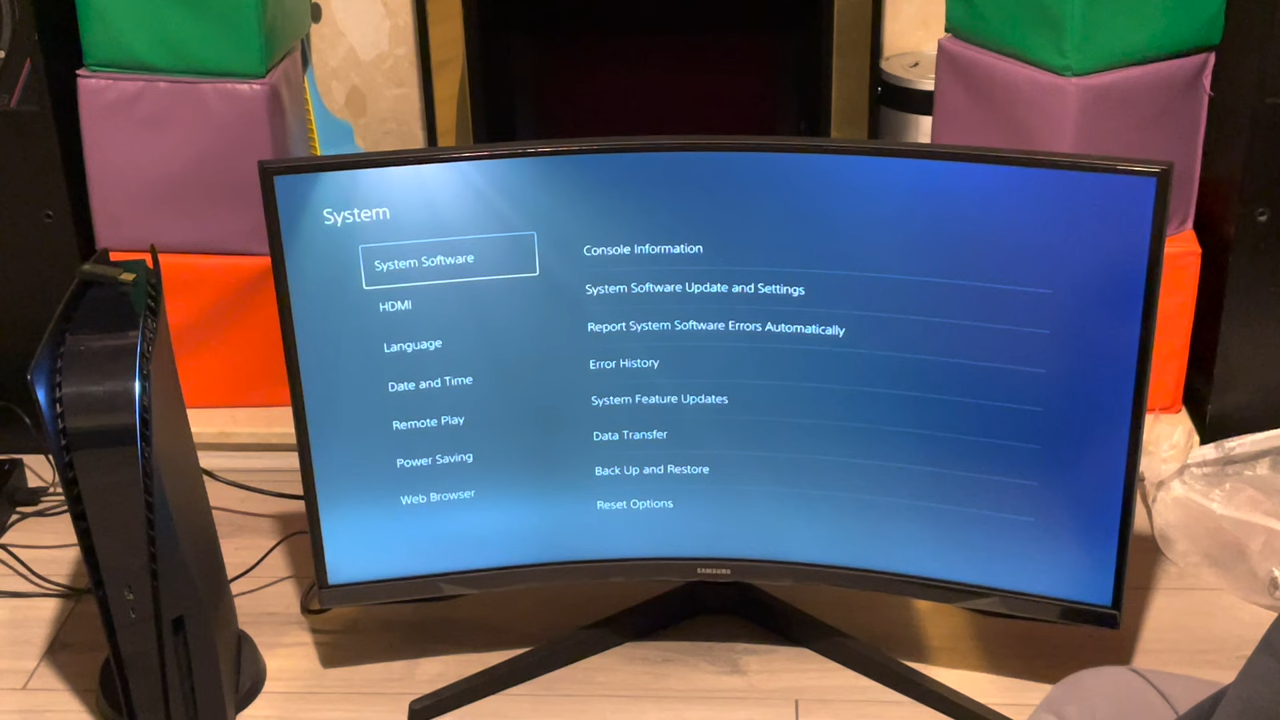 System
System Software
HDMI
Language
Date and Time
Remote Play
Power Saving
Web Browser
Console Information
System Software Update and Settings
Report System Software Errors Automatically
Error History
System Feature Updates
Data Transfer
Back Up and Restore
Reset Options
SAMSUNG